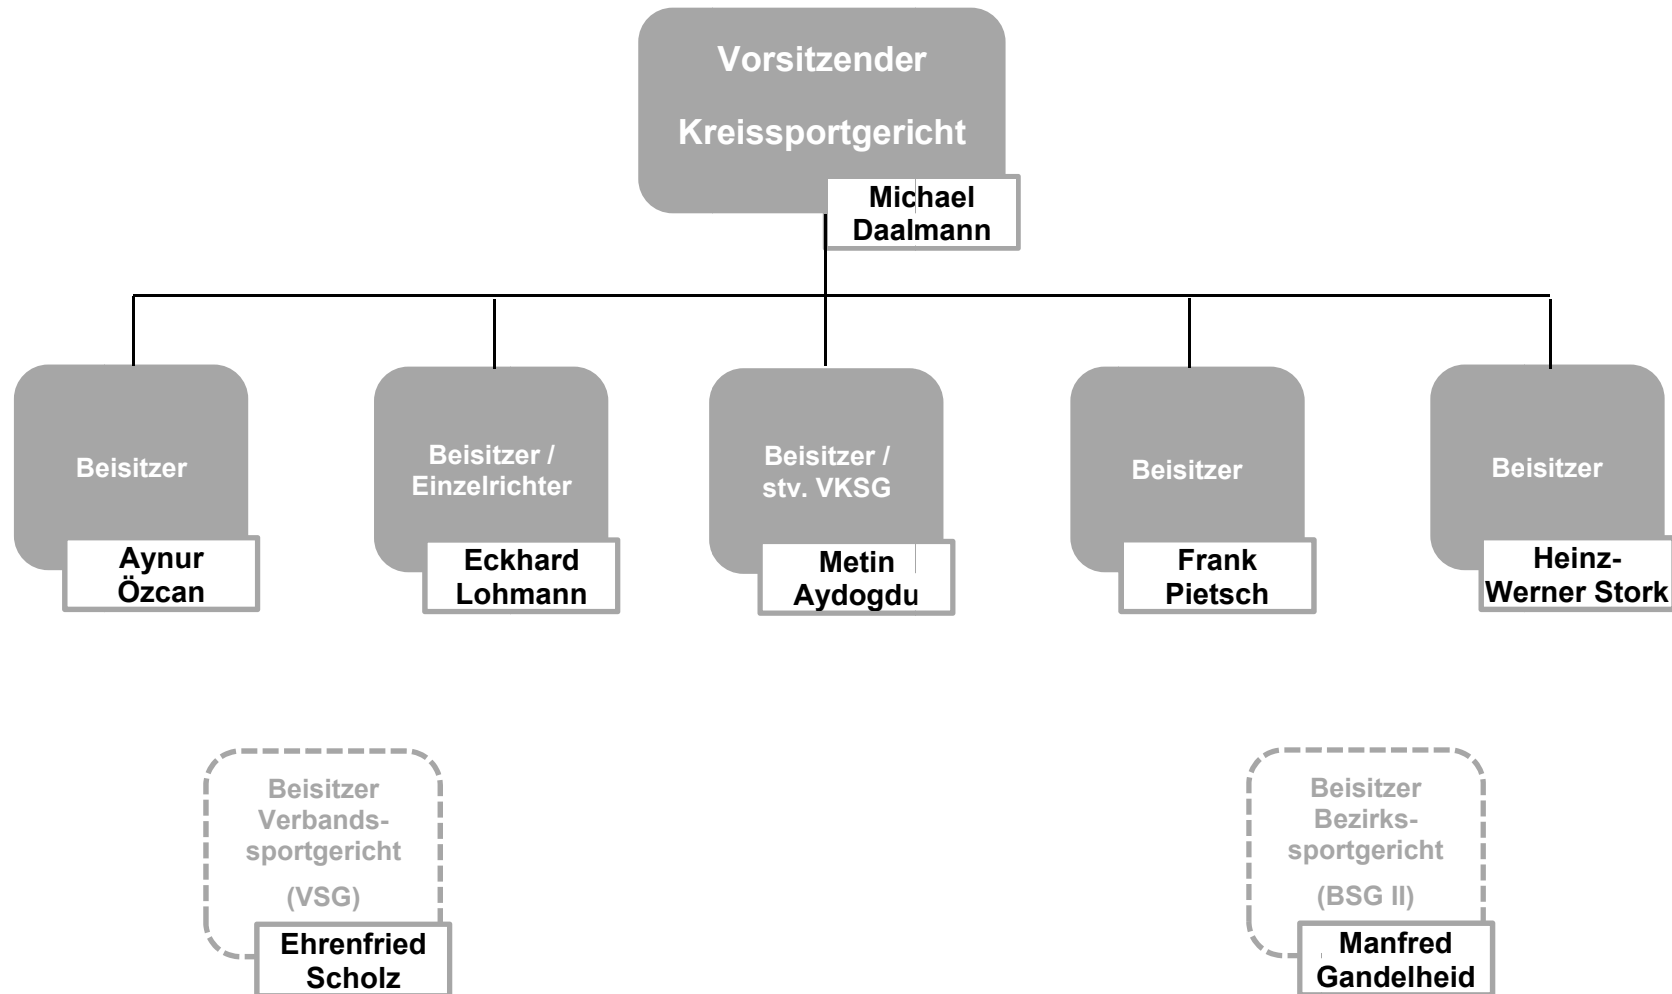 Vorsitzender
Kreissportgericht
Michael
Daalmann
Beisitzer
Aynur
Özcan
Beisitzer /
Einzelrichter
Eckhard
Lohmann
Beisitzer /
stv. VKSG
Metin
Aydogdu
Beisitzer
Frank
Pietsch
Beisitzer
Heinz-
Werner Stork
Beisitzer
Verbands-
sportgericht
(VSG)
Ehrenfried
Scholz
Beisitzer
Bezirks-
sportgericht
(BSG II)
Manfred
Gandelheid